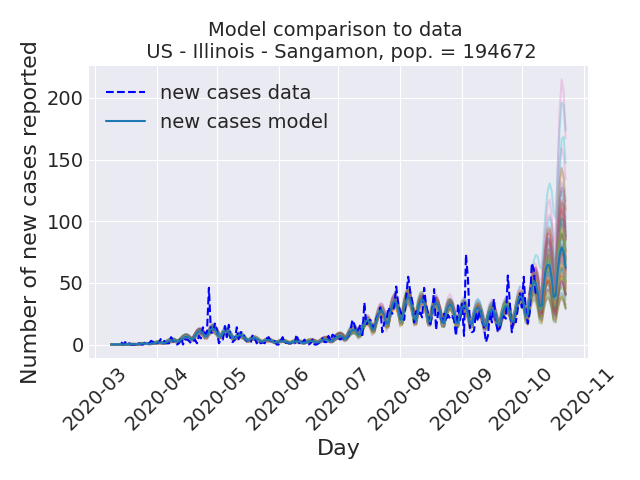 Model comparison to data
US - Illinois - Sangamon, pop. = 194672
Number of new cases reported
200
150
100
50
0
new cases data
new cases model
2020-03
2020-04
2020-05
2020-06
2020-07
2020-08
2020-09
2020-10
2020-11
Day